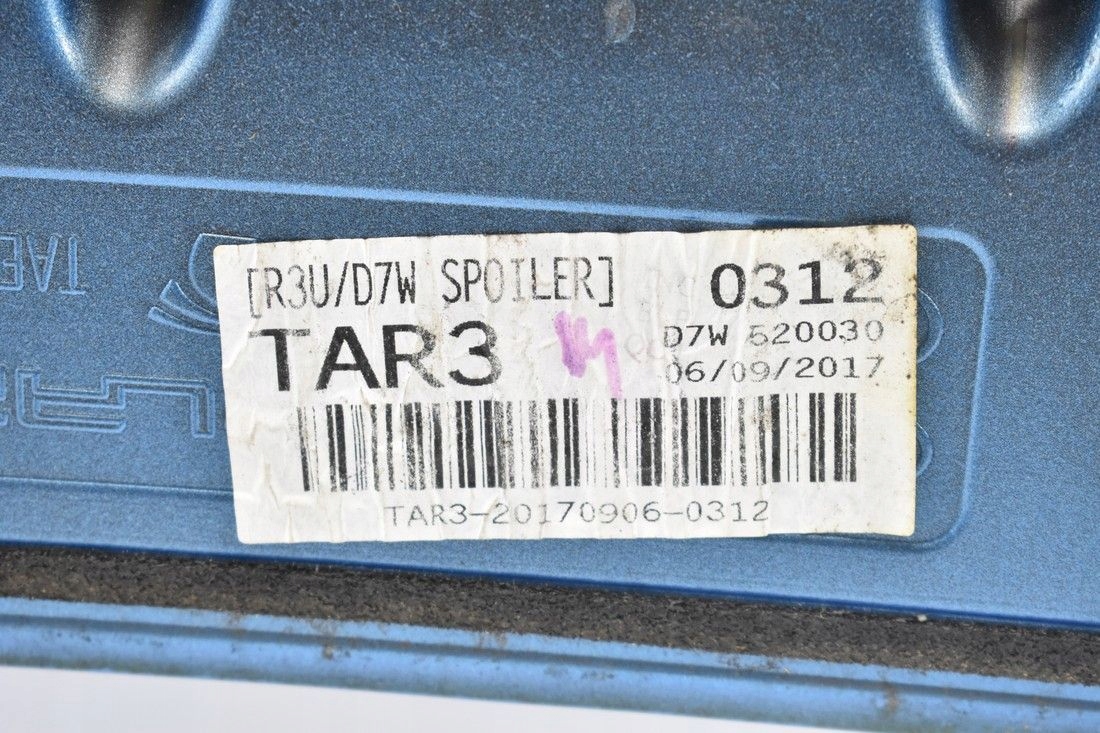 [R3U/D7W SPOILER]
0312
TAR3
D7W 520030
06/09/2017
TAR3-20170906-0312